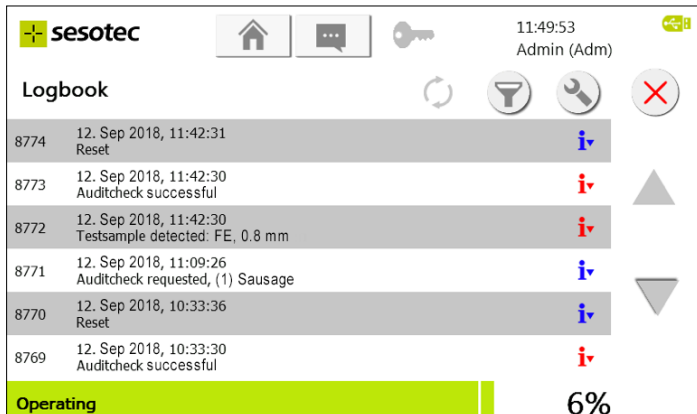 sesotec
11:49:53
Admin (Adm)
Logbook
8774
12. Sep 2018, 11:42:31
Reset
8773
12. Sep 2018, 11:42:30
Auditcheck successful
8772
12. Sep 2018, 11:42:30
Testsample detected: FE, 0.8 mm
8771
12. Sep 2018, 11:09:26
Auditcheck requested, (1) Sausage
8770
12. Sep 2018, 10:33:36
Reset
8769
12. Sep 2018, 10:33:30
Auditcheck successful
Operating
6%